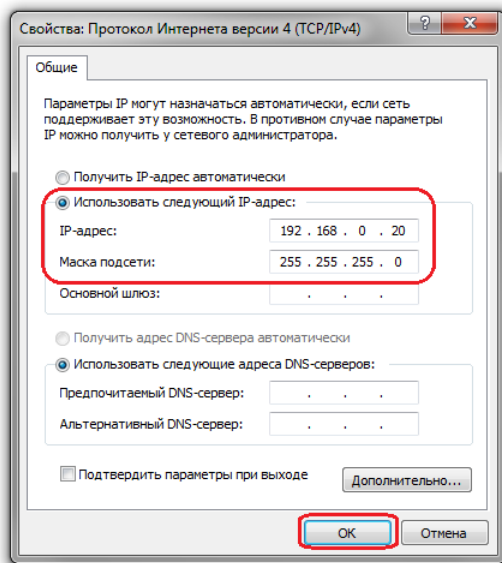 Свойства: Протокол Интернета версии 4 (TCP/IPv4)
Общие
Параметры IP могут назначаться автоматически, если сеть
поддерживает эту возможность. В противном случае параметры
IP можно получить у сетевого администратора.
Получить IP-адрес автоматически
Использовать следующий IP-адрес:
IP-адрес: 192 . 168 . 0 . 20
Маска подсети: 255 . 255 . 255 . 0
Основной шлюз: . . .
Получить адрес DNS-сервера автоматически
Использовать следующие адреса DNS-серверов:
Предпочитаемый DNS-сервер: . . .
Альтернативный DNS-сервер: . . .
Подтвердить параметры при выходе
Дополнительно...
ОК Отмена